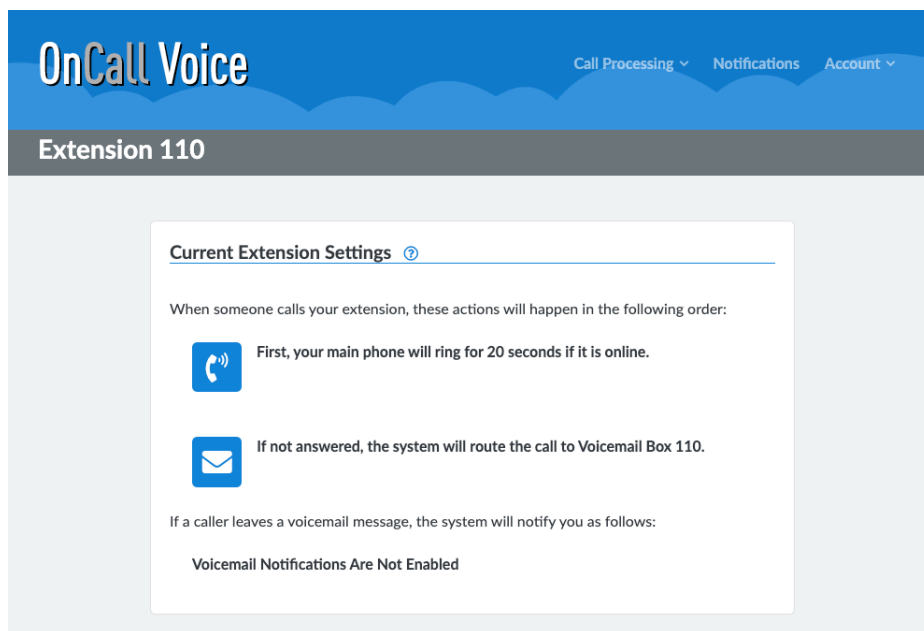 OnCall Voice
Call Processing
Notifications
Account
Extension 110
Current Extension Settings
When someone calls your extension, these actions will happen in the following order:
First, your main phone will ring for 20 seconds if it is online.
If not answered, the system will route the call to Voicemail Box 110.
If a caller leaves a voicemail message, the system will notify you as follows:
Voicemail Notifications Are Not Enabled